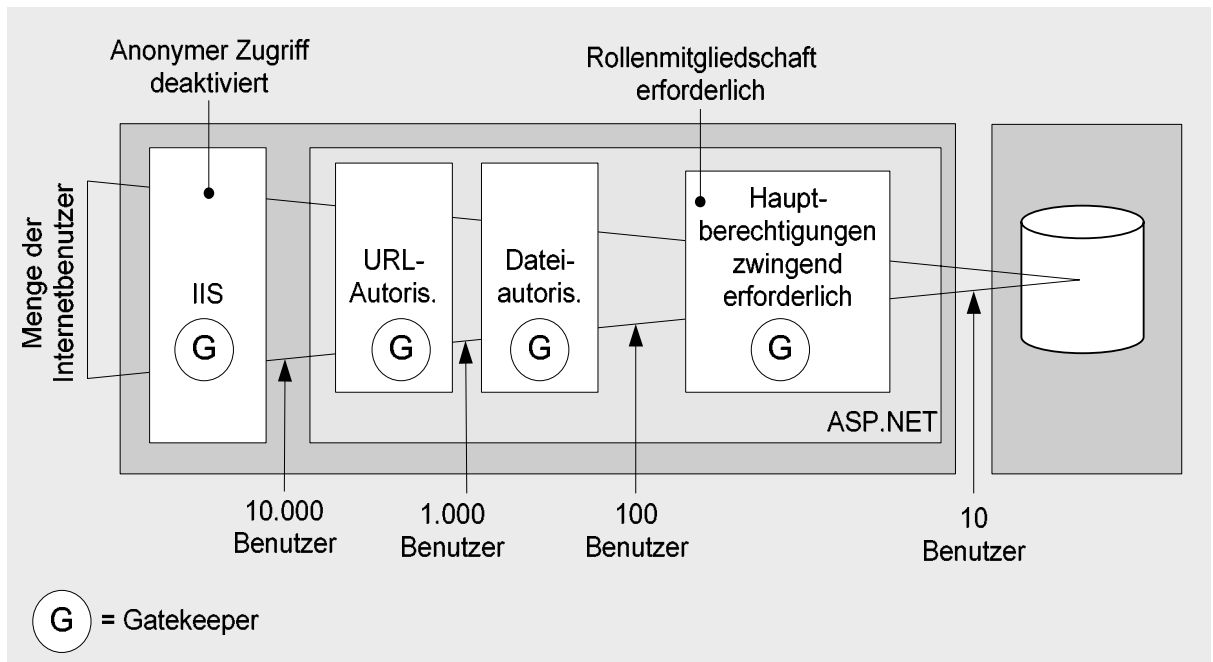 Anonymer Zugriff
deaktiviert
Rollenmitgliedschaft
erforderlich
Menge der
Internetbenutzer
IIS
G
URL-
Autoris.
G
Datei-
autoris.
G
Haupt-
berechtigungen
zwingend
erforderlich
G
ASP.NET
10.000
Benutzer
1.000
Benutzer
100
Benutzer
10
Benutzer
G = Gatekeeper